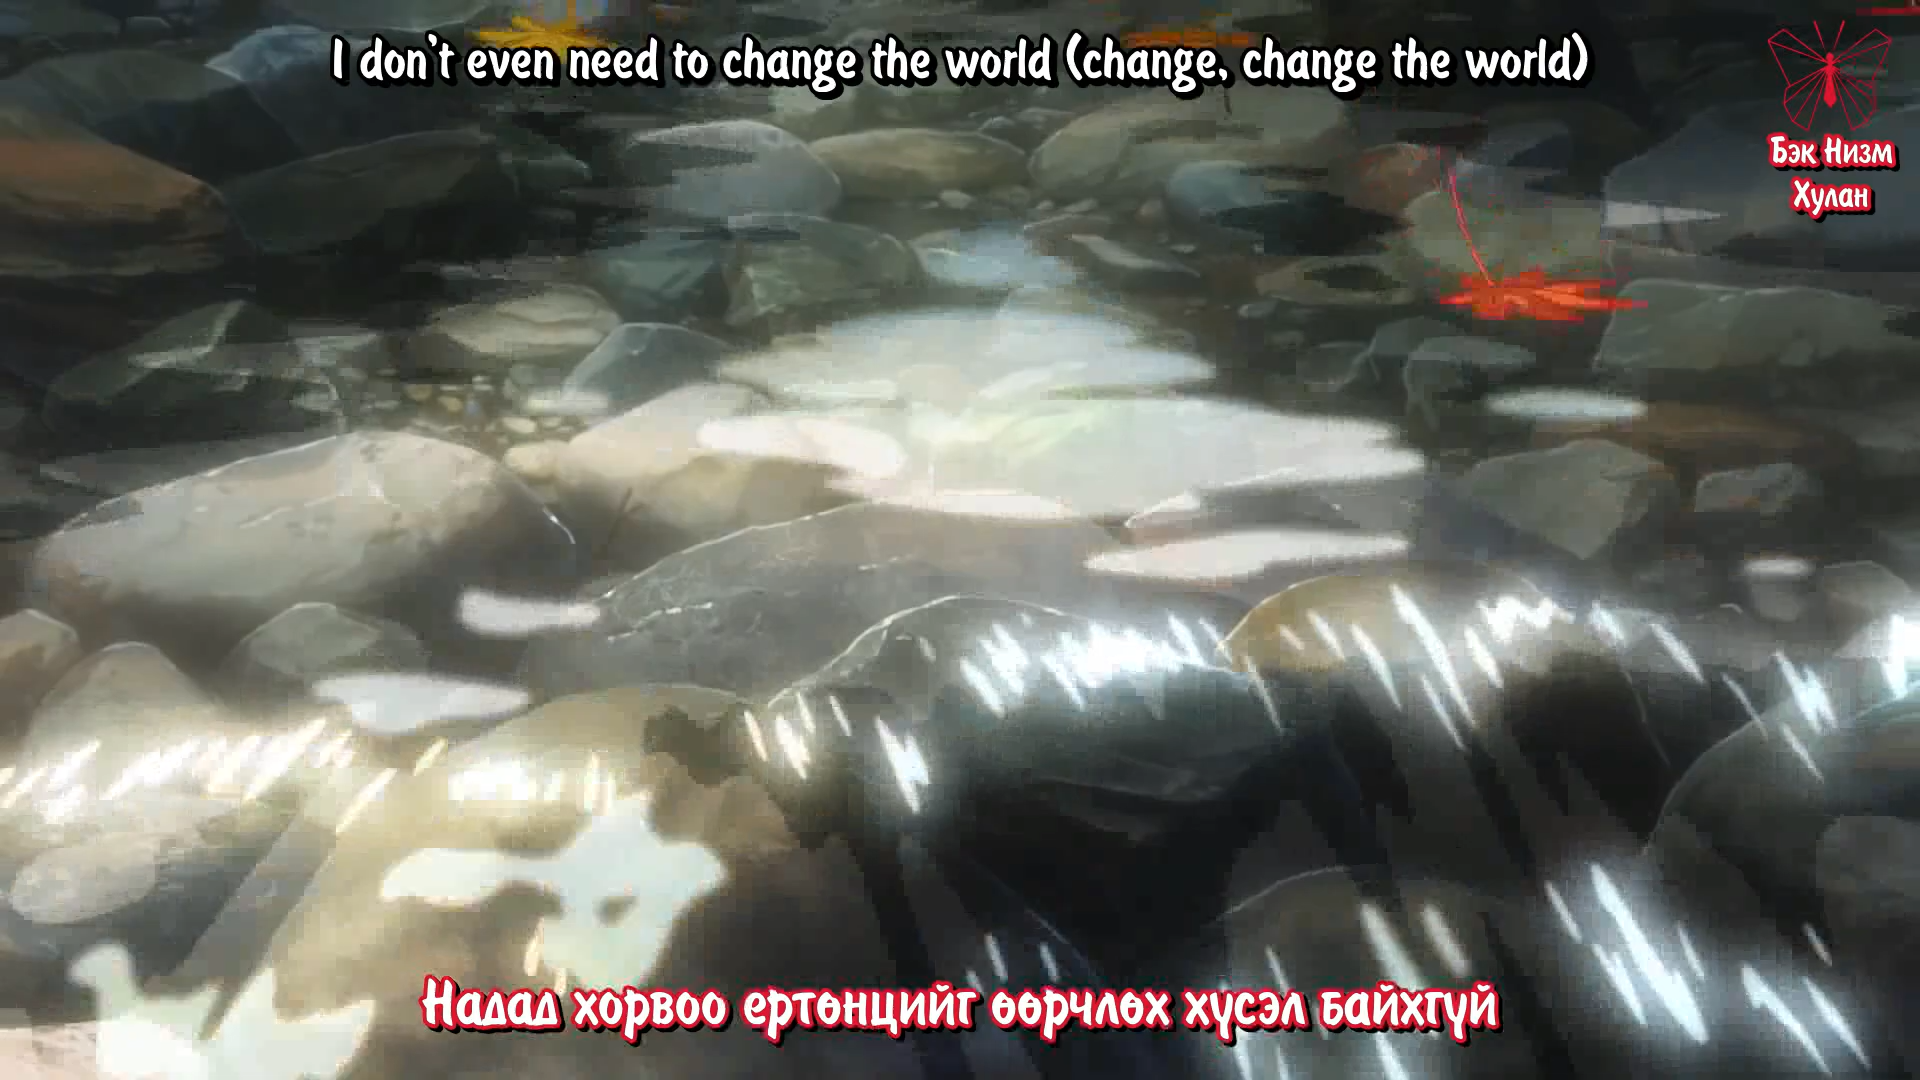 I don't even need to change the world (change, change the world)
Бэк Низм
Хулан
Надад хорвоо ертөнцийг өөрчлөх хүсэл байхгүй